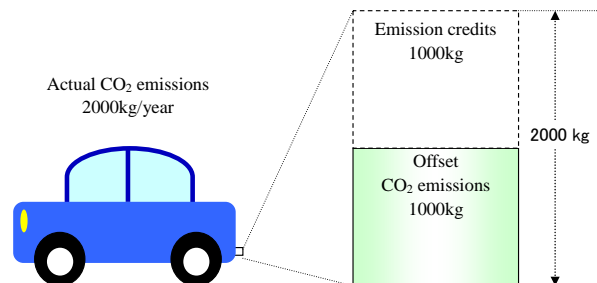 Actual CO₂ emissions
2000kg/year
Emission credits
1000kg
2000 kg
Offset
CO₂ emissions
1000kg